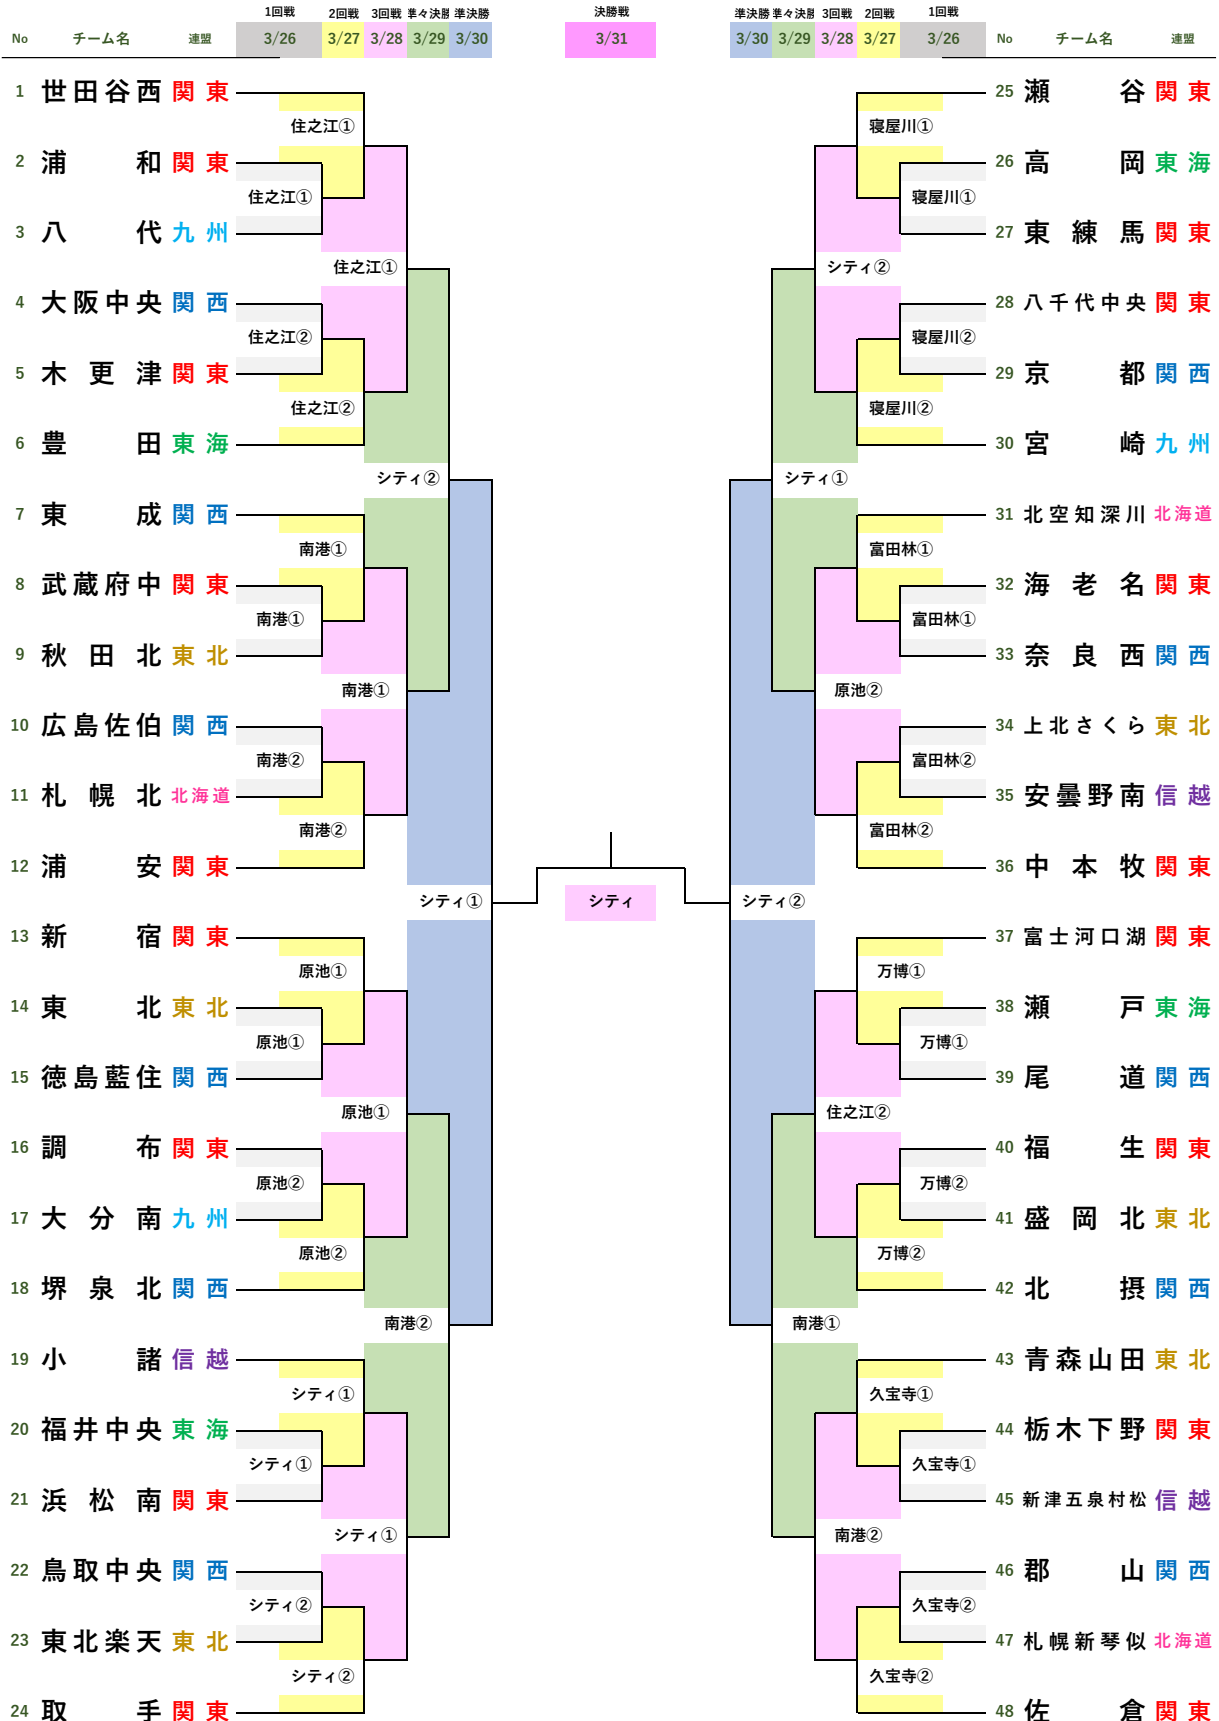 1回戦 2回戦 3回戦 準々決勝 準決勝 決勝戦 準決勝 準々決勝 3回戦 2回戦 1回戦
No チーム名 連盟 3/26 3/27 3/28 3/29 3/30 3/31 3/30 3/29 3/28 3/27 3/26 No チーム名 連盟
1 世田谷西 関東 25 瀬谷 関東
住之江① 寝屋川①
2 浦和 関東 26 高岡 東海
住之江① 寝屋川①
3 八代 九州 27 東練馬 関東
住之江① シティ②
4 大阪中央 関西 28 八千代中央 関東
住之江② 寝屋川②
5 木更津 関東 29 京都 関西
住之江② 寝屋川②
6 豊田 東海 30 宮崎 九州
シティ② シティ①
7 東成 関西 31 北空知深川 北海道
南港① 富田林①
8 武蔵府中 関東 32 海老名 関東
南港① 富田林①
9 秋田北 東北 33 奈良西 関西
南港① 原池②
10 広島佐伯 関西 34 上北さくら 東北
南港② 富田林②
11 札幌北 北海道 35 安曇野南 信越
南港② 富田林②
12 浦安 関東 36 中本牧 関東
シティ① シティ シティ②
13 新宿 関東 37 富士河口湖 関東
原池① 万博①
14 東北 東北 38 瀬戸 東海
原池① 万博①
15 徳島藍住 関西 39 尾道 関西
原池① 住之江②
16 調布 関東 40 福生 関東
原池② 万博②
17 大分南 九州 41 盛岡北 東北
原池② 万博②
18 堺泉北 関西 42 北摂 関西
南港② 南港①
19 小諸 信越 43 青森山田 東北
シティ① 久宝寺①
20 福井中央 東海 44 栃木下野 関東
シティ① 久宝寺①
21 浜松南 関東 45 新津五泉村松 信越
シティ① 南港②
22 鳥取中央 関西 46 郡山 関西
シティ② 久宝寺②
23 東北楽天 東北 47 札幌新琴似 北海道
シティ② 久宝寺②
24 取手 関東 48 佐倉 関東